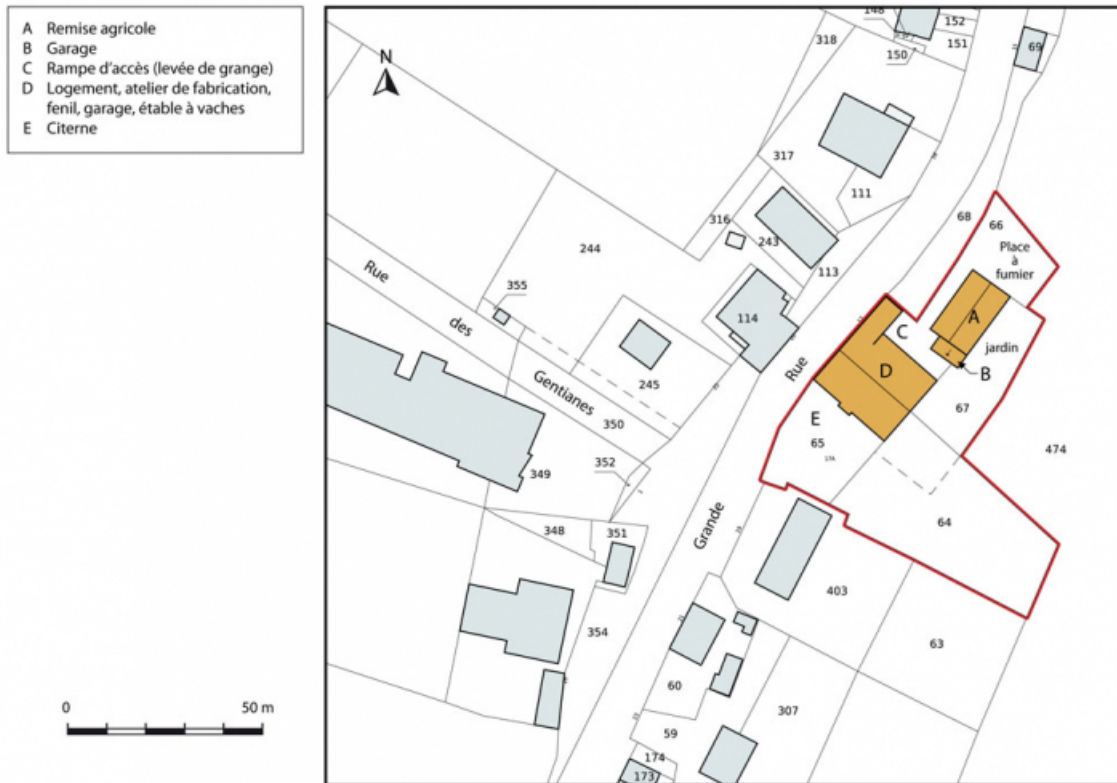 A Remise agricole
B Garage
C Rampe d'accès (levée de grange)
D Logement, atelier de fabrication,
fenil, garage, étable à vaches
E Citerne
N
0 50 m
148
152
151
150
318
69
317
111
316
243
113
68
66
Place
à
fumier
244
355
Rue
des
Gentianes
114
245
350
Rue
A
C
B
jardin
D
E
67
65
17A
474
349
352
64
348
351
Grande
403
354
63
60
307
59
174
173